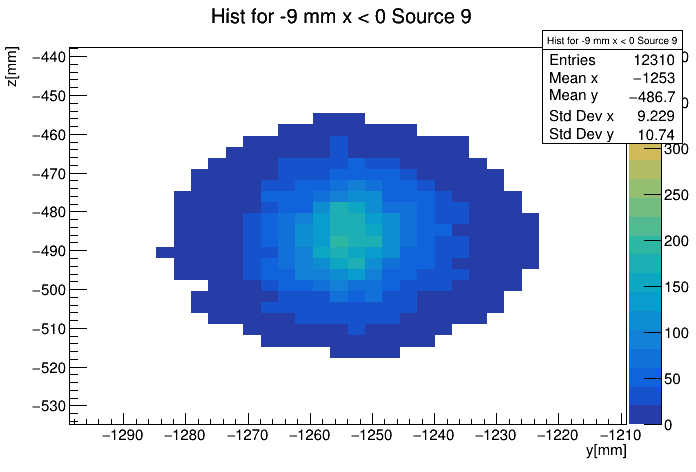 Hist for -9 mm x < 0 Source 9
z[mm]
−440
−450
−460
−470
−480
−490
−500
−510
−520
−530
−1290
−1280
−1270
−1260
−1250
−1240
−1230
−1220
−1210
y[mm]
Hist for -9 mm x < 0 Source 9
Entries 12310
Mean x −1253
Mean y −486.7
Std Dev x 9.229
Std Dev y 10.74
300
250
200
150
100
50
0